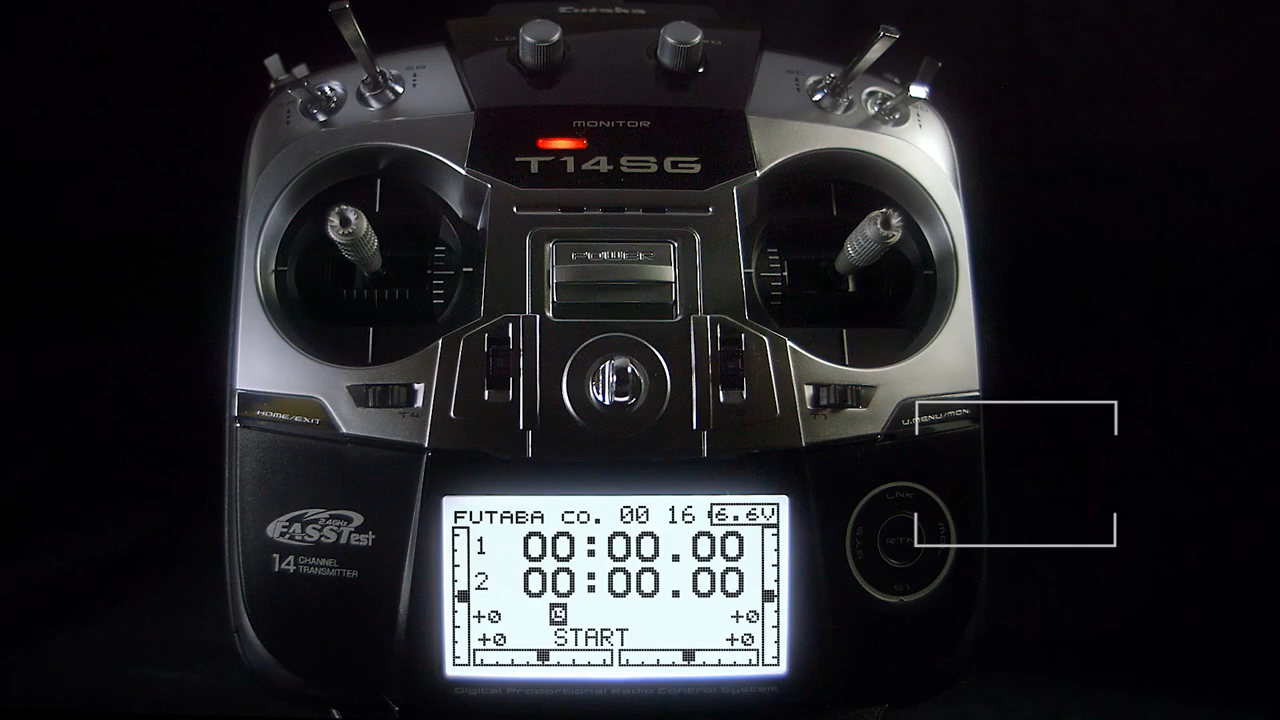 Futaba
MONITOR
T14SG
POWER
HOME/EXIT
T4
T1
U.MENU/MON.
FUTABA CO. 00 16 6.6V
1 00:00.00
2 00:00.00
+0 +0
+0 START +0
2.4GHz
FASSTest
14 CHANNEL
TRANSMITTER
LNK
SYS
RTN
S1
Digital Proportional Radio Control System